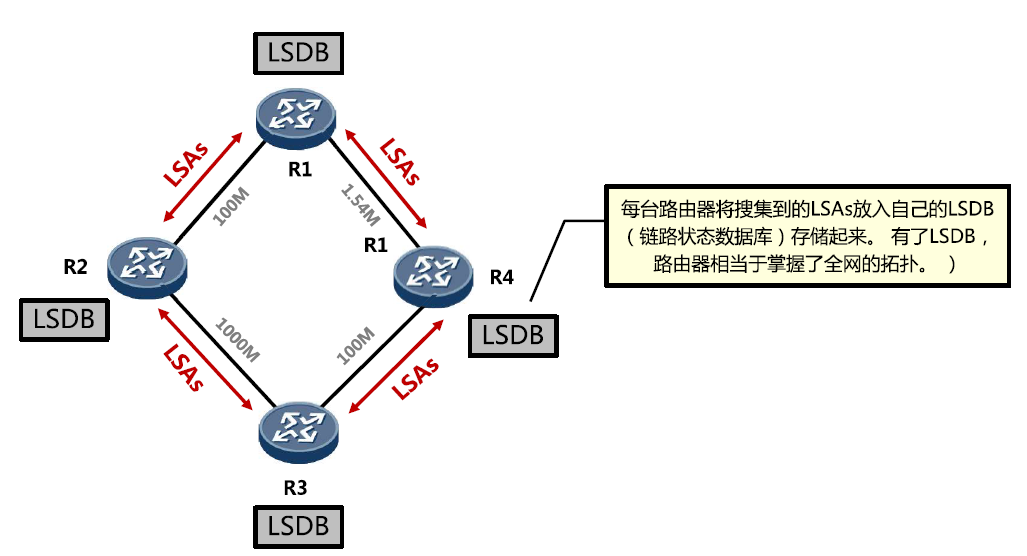 LSDB
LSAs
LSAs
R1
100M
1.54M
每台路由器将搜集到的LSAs放入自己的LSDB
（链路状态数据库）存储起来。 有了LSDB，
路由器相当于掌握了全网的拓扑。 ）
R1
R2
R4
LSDB
LSDB
1000M
100M
LSAs
LSAs
R3
LSDB